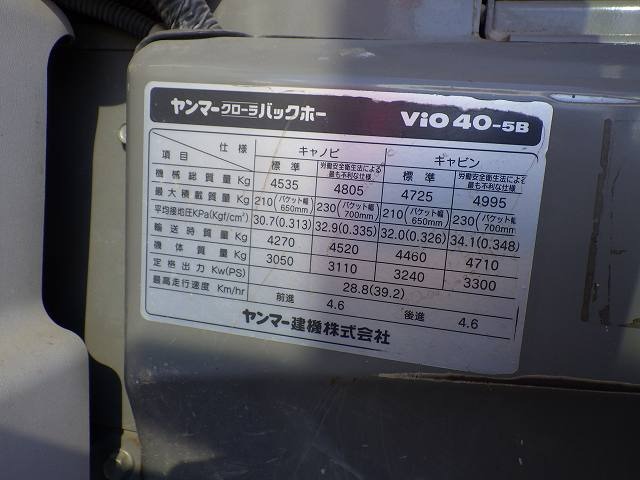 ヤンマークローラバックホー ViO 40-5B
項目 仕様 キャノピ キャビン
標準 労働安全衛生法による最も不利な仕様 標準 労働安全衛生法による最も不利な仕様
機械総質量 Kg 4535 4805 4725 4995
最大積載質量 Kg 210(バケット幅650mm) 230(バケット幅700mm) 210(バケット幅650mm) 230(バケット幅700mm)
平均接地圧 KPa(Kgf/cm²) 30.7(0.313) 32.9(0.335) 32.0(0.326) 34.1(0.348)
輸送時質量 Kg 4270 4520 4460 4710
機体質量 Kg 3050 3110 3240 3300
定格出力 Kw(PS) 28.8(39.2)
最高走行速度 Km/hr 前進 4.6 後進 4.6
ヤンマー建機株式会社